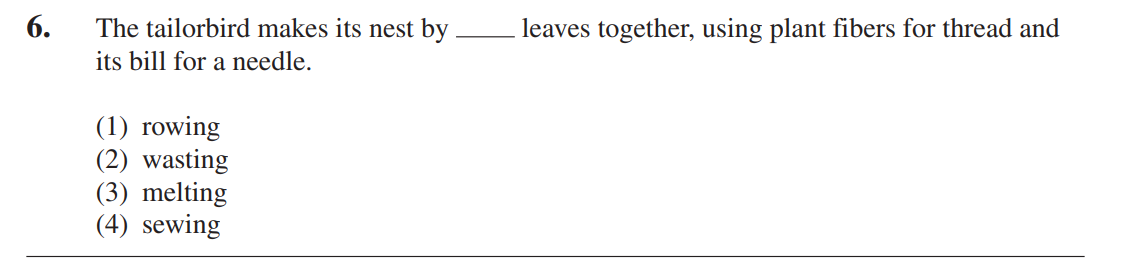 6. The tailorbird makes its nest by _____ leaves together, using plant fibers for thread and
its bill for a needle.
(1) rowing
(2) wasting
(3) melting
(4) sewing